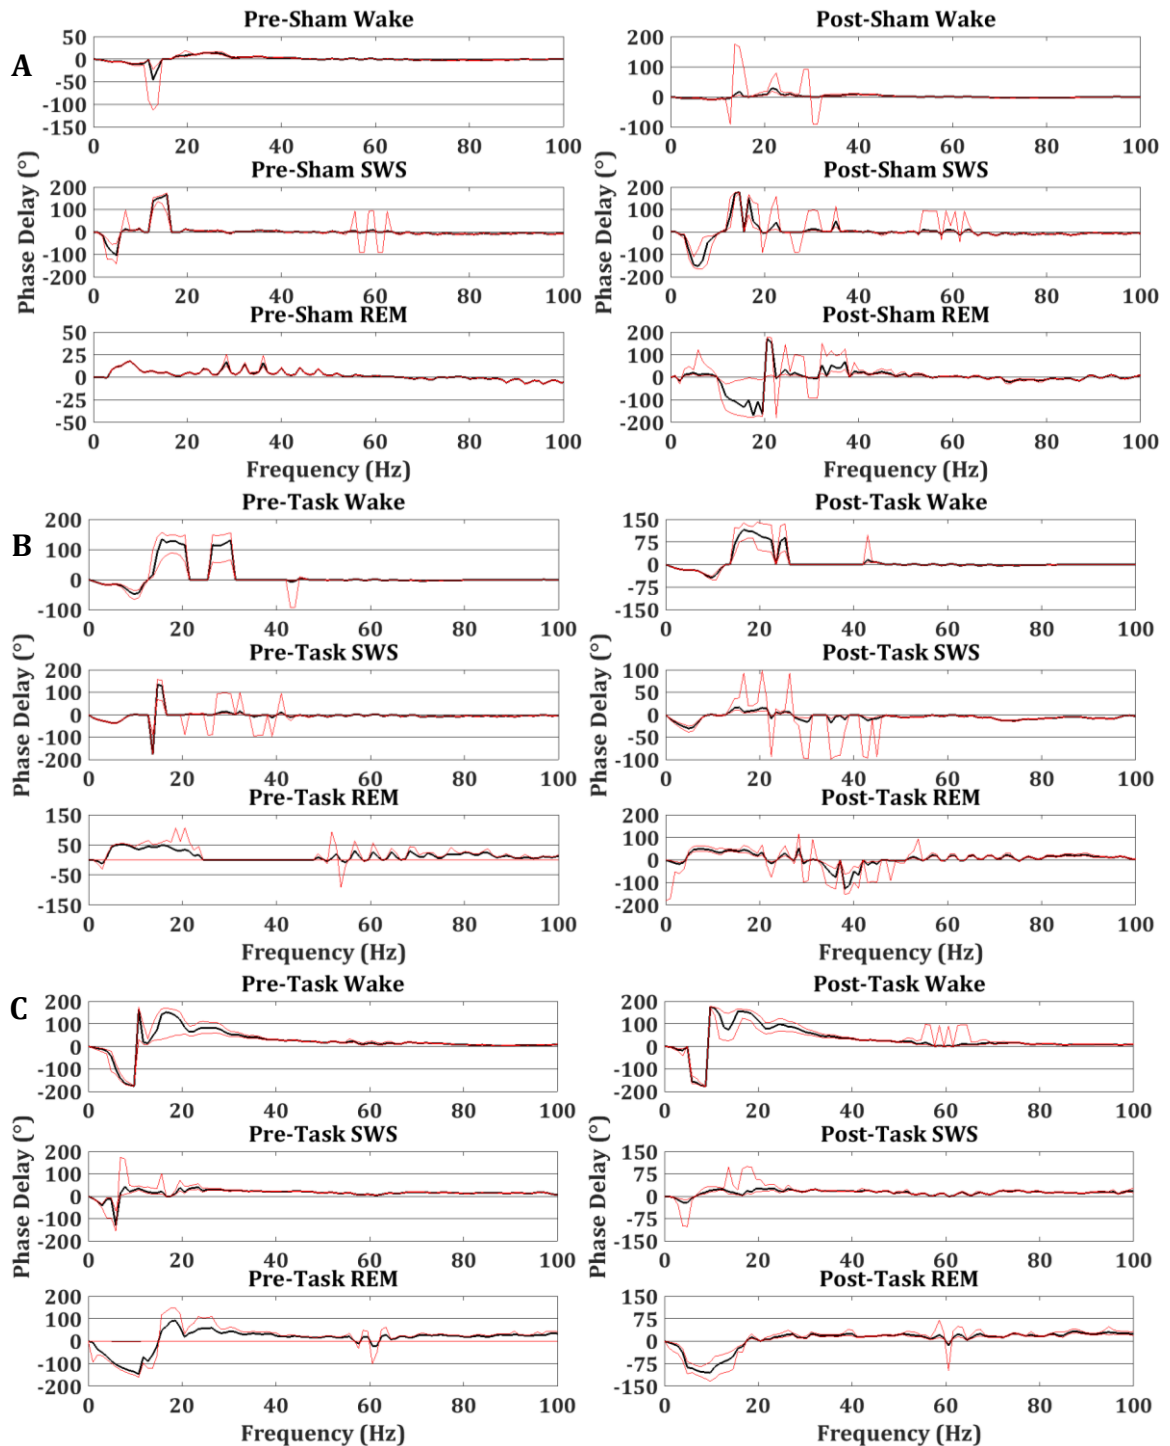 A
Pre-Sham Wake
50
0
-50
-100
-150
0 20 40 60 80 100
Post-Sham Wake
200
100
0
-100
0 20 40 60 80 100
Phase Delay (°)
Pre-Sham SWS
200
100
0
-100
-200
0 20 40 60 80 100
Phase Delay (°)
Post-Sham SWS
200
100
0
-100
-200
0 20 40 60 80 100
Pre-Sham REM
50
25
0
-25
-50
0 20 40 60 80 100
Frequency (Hz)
Post-Sham REM
200
100
0
-100
-200
0 20 40 60 80 100
Frequency (Hz)
B
Pre-Task Wake
200
100
0
-100
0 20 40 60 80 100
Post-Task Wake
150
75
0
-75
-150
0 20 40 60 80 100
Phase Delay (°)
Pre-Task SWS
200
100
0
-100
-200
0 20 40 60 80 100
Phase Delay (°)
Post-Task SWS
100
50
0
-50
-100
0 20 40 60 80 100
Pre-Task REM
150
50
-50
-150
0 20 40 60 80 100
Frequency (Hz)
Post-Task REM
200
100
0
-100
-200
0 20 40 60 80 100
Frequency (Hz)
C
Pre-Task Wake
200
100
0
-100
-200
0 20 40 60 80 100
Post-Task Wake
200
100
0
-100
-200
0 20 40 60 80 100
Phase Delay (°)
Pre-Task SWS
200
100
0
-100
-200
0 20 40 60 80 100
Phase Delay (°)
Post-Task SWS
150
75
0
-75
-150
0 20 40 60 80 100
Pre-Task REM
200
100
0
-100
-200
0 20 40 60 80 100
Frequency (Hz)
Post-Task REM
150
75
0
-75
-150
0 20 40 60 80 100
Frequency (Hz)